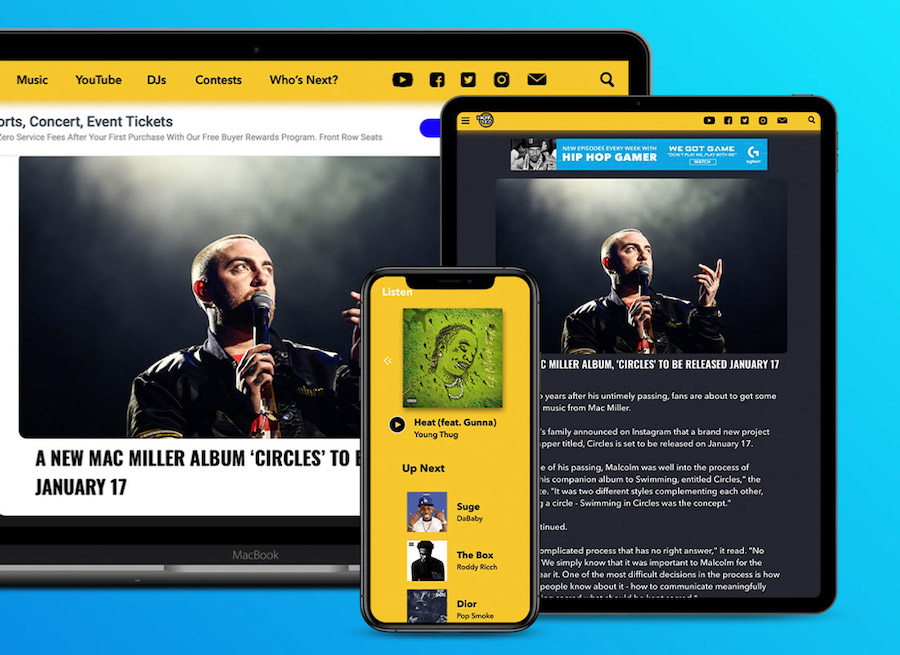 Music YouTube DJs Contests Who's Next?
orts, Concert, Event Tickets
Zero Service Fees After Your First Purchase With Our Free Buyer Rewards Program. Front Row Seats
A NEW MAC MILLER ALBUM ‘CIRCLES’ TO
JANUARY 17
MacBook
NEW EPISODES EVERY WEEK WITH
HIP HOP GAMER
WE GOT GAME
"DON'T PLAY ME, PLAY WITH ME"
WATCH
MILLER ALBUM, ‘CIRCLES’ TO BE RELEASED JANUARY 17
years after his untimely passing, fans are about to get some
music from Mac Miller.
's family announced on Instagram that a brand new project
pper titled, Circles is set to be released on January 17.
e of his passing, Malcolm was well into the process of
his companion album to Swimming, entitled Circles," the
te. "It was two different styles complementing each other,
g a circle - Swimming in Circles was the concept."
tinued.
omplicated process that has no right answer," it read. "No
We simply know that it was important to Malcolm for the
ear it. One of the most difficult decisions in the process is how
people know about it - how to communicate meaningfully
Listen
Heat (feat. Gunna)
Young Thug
Up Next
Suge
DaBaby
The Box
Roddy Ricch
Dior
Pop Smoke